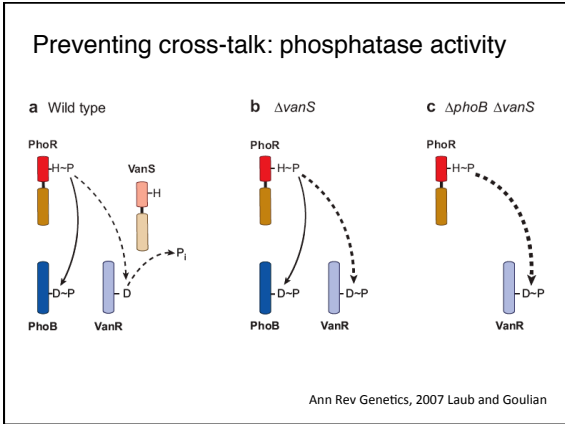 Preventing cross-talk: phosphatase activity
a Wild type
PhoR
H~P
VanS
H
Pi
D~P
D
PhoB
VanR
b ΔvanS
PhoR
H~P
D~P
D~P
PhoB
VanR
c ΔphoB ΔvanS
PhoR
H~P
D~P
VanR
Ann Rev Genetics, 2007 Laub and Goulian